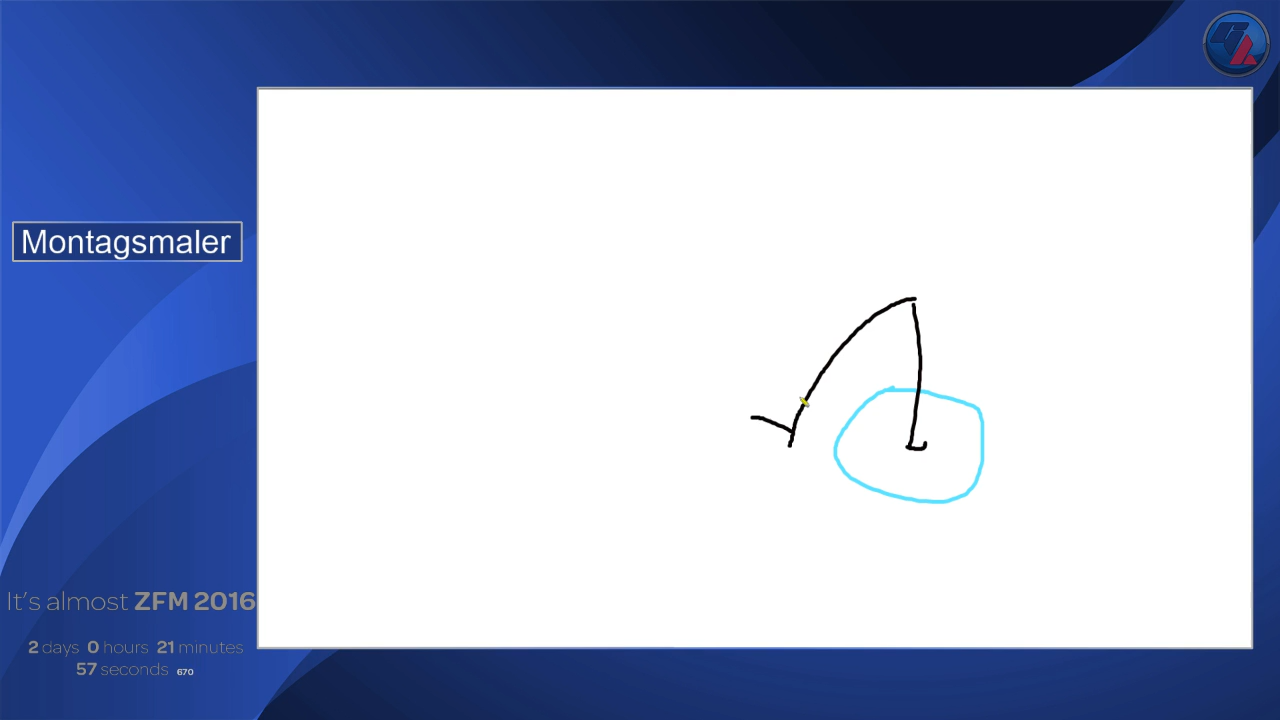 Montagsmaler
It's almost ZFM 2016
2 days 0 hours 21 minutes
57 seconds 670